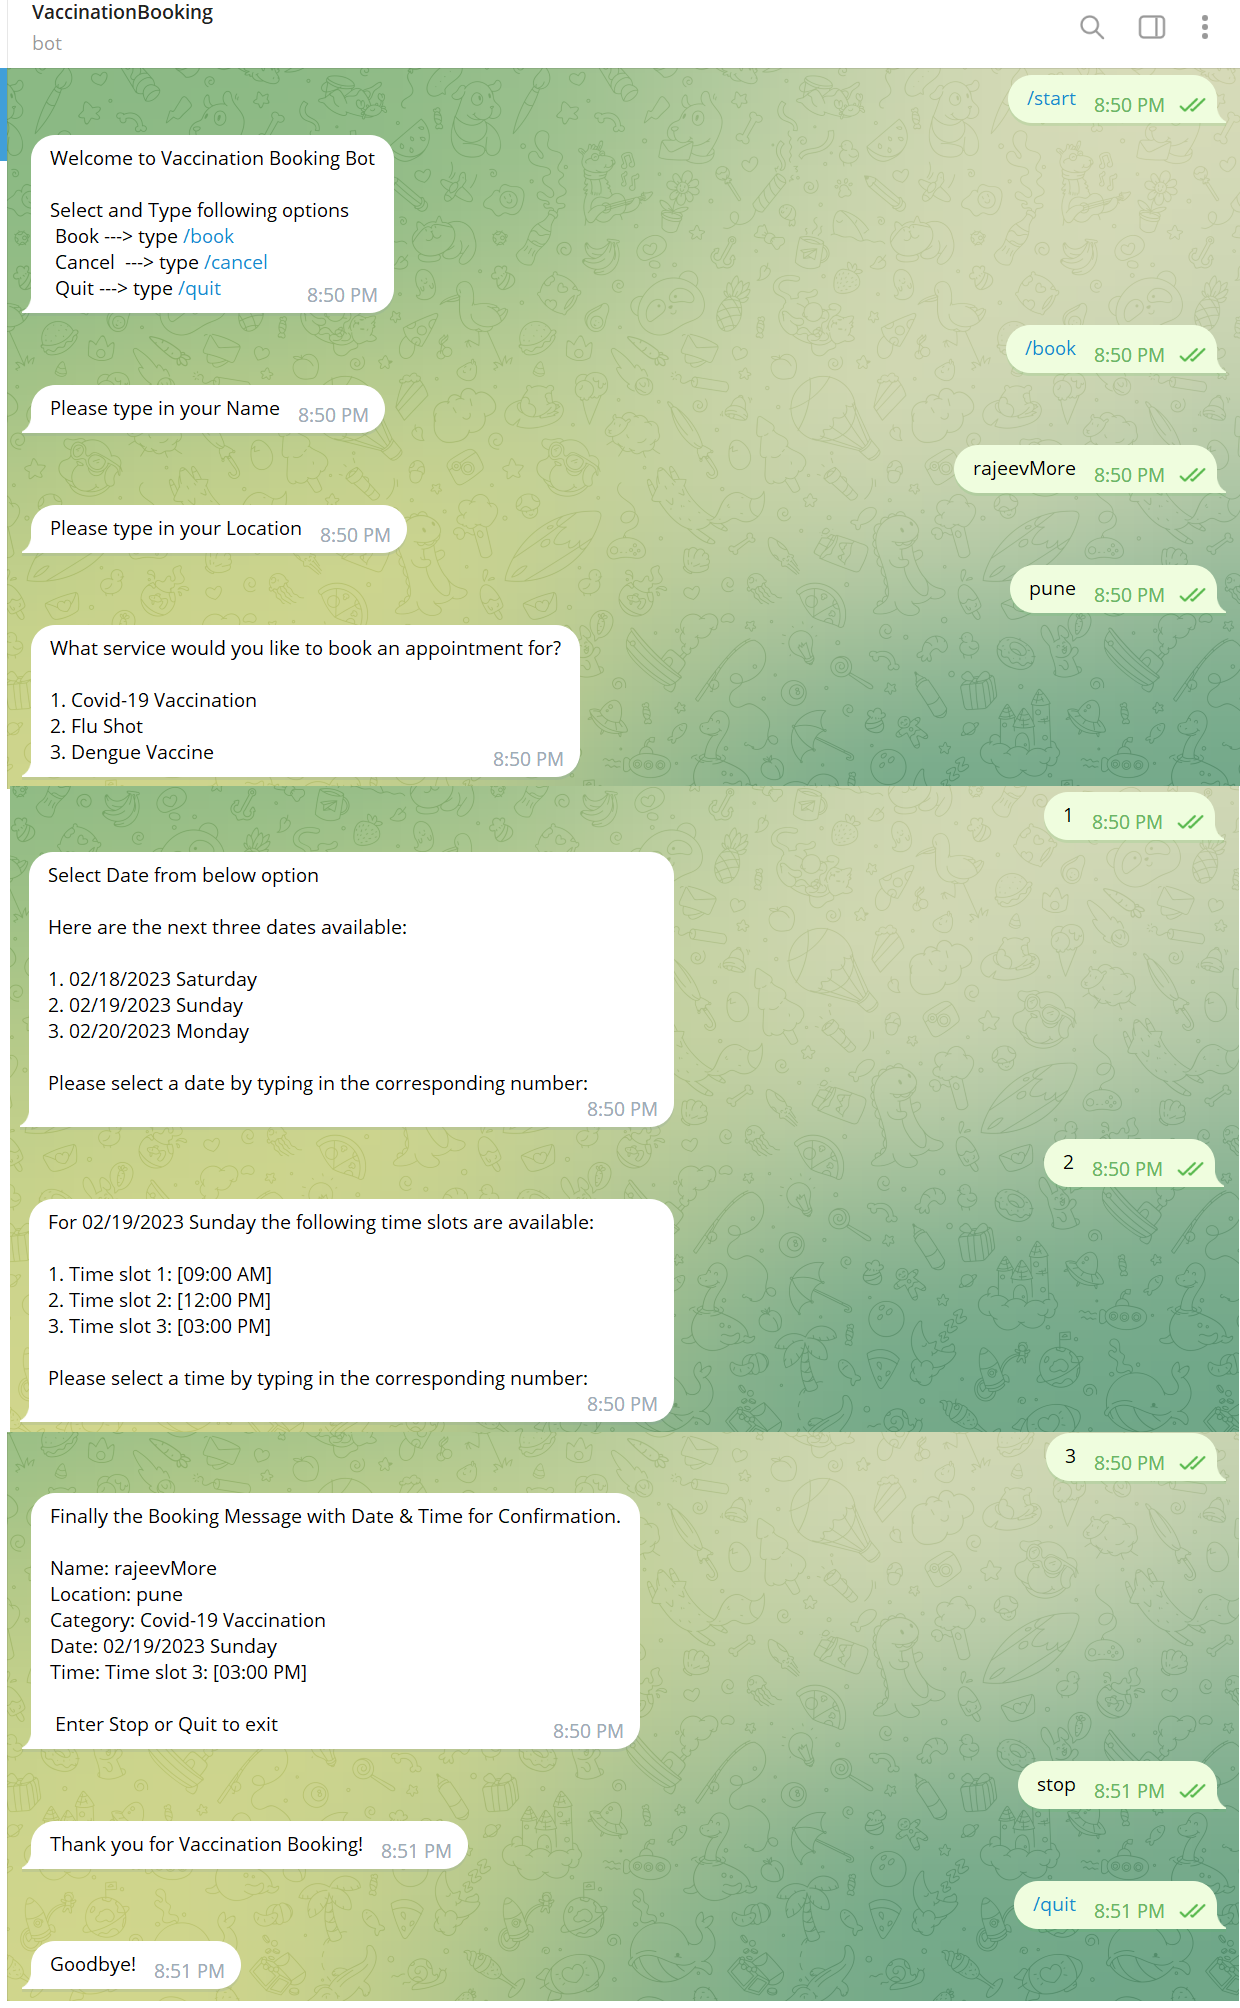 VaccinationBooking
bot
/start 8:50 PM
Welcome to Vaccination Booking Bot
Select and Type following options
Book ---> type /book
Cancel ---> type /cancel
Quit ---> type /quit
8:50 PM
/book 8:50 PM
Please type in your Name 8:50 PM
rajeevMore 8:50 PM
Please type in your Location 8:50 PM
pune 8:50 PM
What service would you like to book an appointment for?
1. Covid-19 Vaccination
2. Flu Shot
3. Dengue Vaccine
8:50 PM
1 8:50 PM
Select Date from below option
Here are the next three dates available:
1. 02/18/2023 Saturday
2. 02/19/2023 Sunday
3. 02/20/2023 Monday
Please select a date by typing in the corresponding number:
8:50 PM
2 8:50 PM
For 02/19/2023 Sunday the following time slots are available:
1. Time slot 1: [09:00 AM]
2. Time slot 2: [12:00 PM]
3. Time slot 3: [03:00 PM]
Please select a time by typing in the corresponding number:
8:50 PM
3 8:50 PM
Finally the Booking Message with Date & Time for Confirmation.
Name: rajeevMore
Location: pune
Category: Covid-19 Vaccination
Date: 02/19/2023 Sunday
Time: Time slot 3: [03:00 PM]
Enter Stop or Quit to exit
8:50 PM
stop 8:51 PM
Thank you for Vaccination Booking! 8:51 PM
/quit 8:51 PM
Goodbye! 8:51 PM